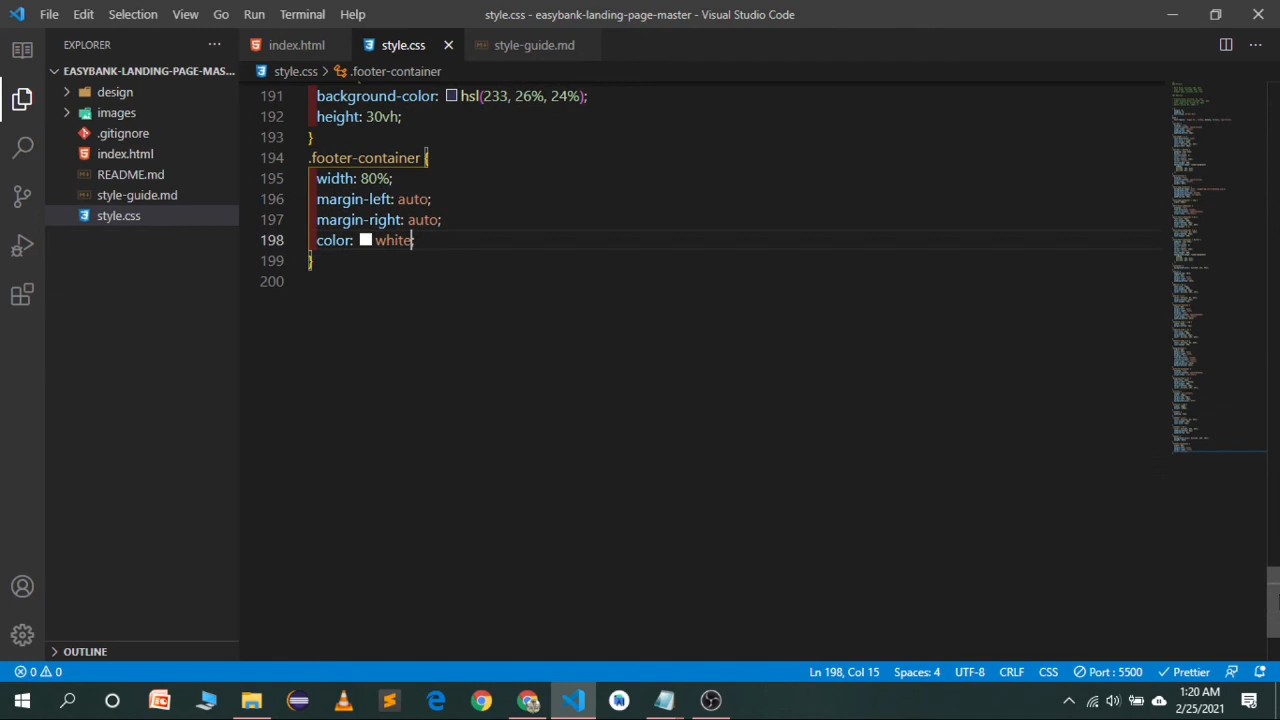 File Edit Selection View Go Run Terminal Help
style.css - easybank-landing-page-master - Visual Studio Code
EXPLORER
index.html
style.css
style-guide.md
EASYBANK-LANDING-PAGE-MAS...
style.css > .footer-container
design
images
.gitignore
index.html
README.md
style-guide.md
style.css
191 background-color: hsl(233, 26%, 24%);
192 height: 30vh;
193 }
194 .footer-container {
195 width: 80%;
196 margin-left: auto;
197 margin-right: auto;
198 color: white;
199 }
200
OUTLINE
0 0
Ln 198, Col 15 Spaces: 4 UTF-8 CRLF CSS Port : 5500 Prettier
1:20 AM
2/25/2021